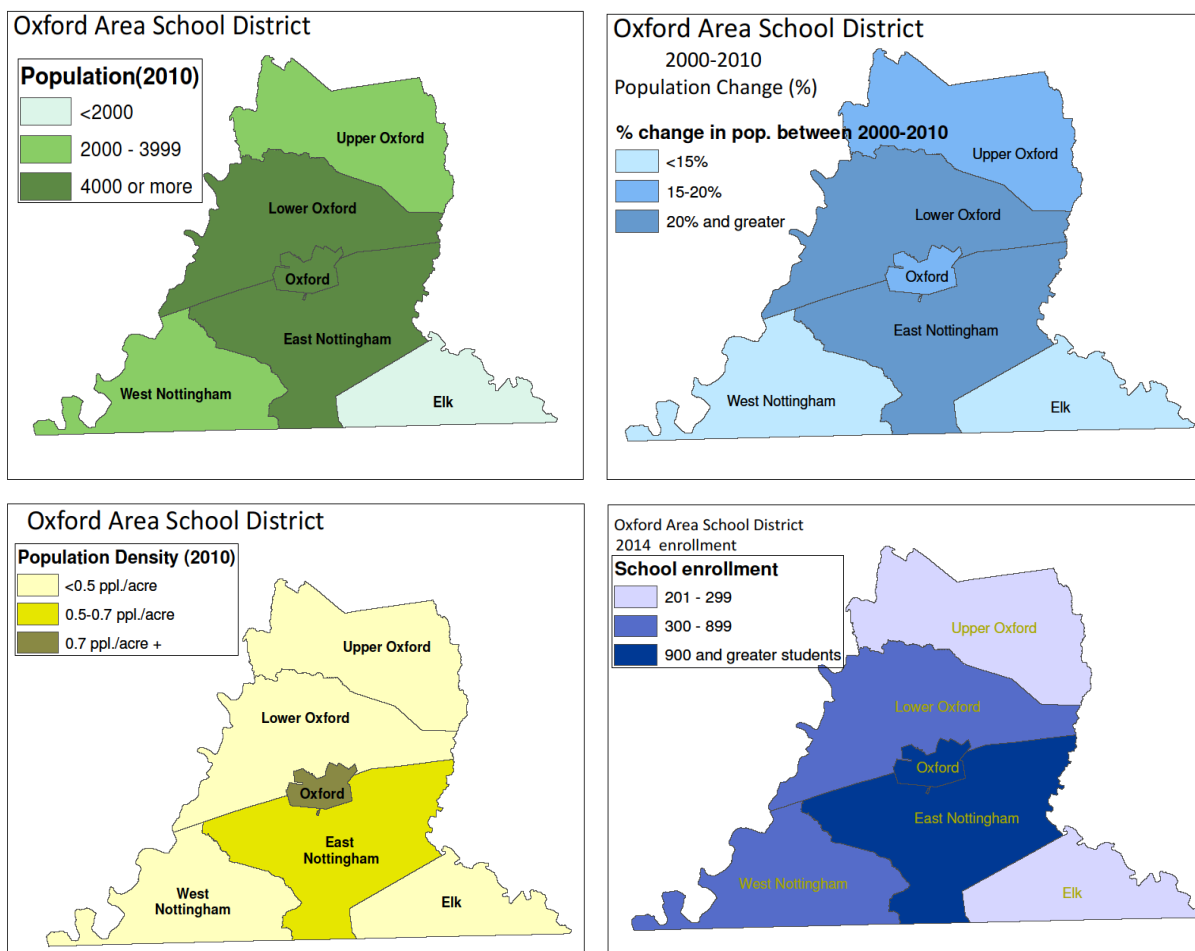 Oxford Area School District
Population(2010)
<2000
2000 - 3999
4000 or more
Upper Oxford
Lower Oxford
Oxford
East Nottingham
West Nottingham
Elk
Oxford Area School District
2000-2010
Population Change (%)
% change in pop. between 2000-2010
<15%
15-20%
20% and greater
Upper Oxford
Lower Oxford
Oxford
East Nottingham
West Nottingham
Elk
Oxford Area School District
Population Density (2010)
<0.5 ppl./acre
0.5-0.7 ppl./acre
0.7 ppl./acre +
Upper Oxford
Lower Oxford
Oxford
East
Nottingham
West
Nottingham
Elk
Oxford Area School District
2014 enrollment
School enrollment
201 - 299
300 - 899
900 and greater students
Upper Oxford
Lower Oxford
Oxford
East Nottingham
West Nottingham
Elk